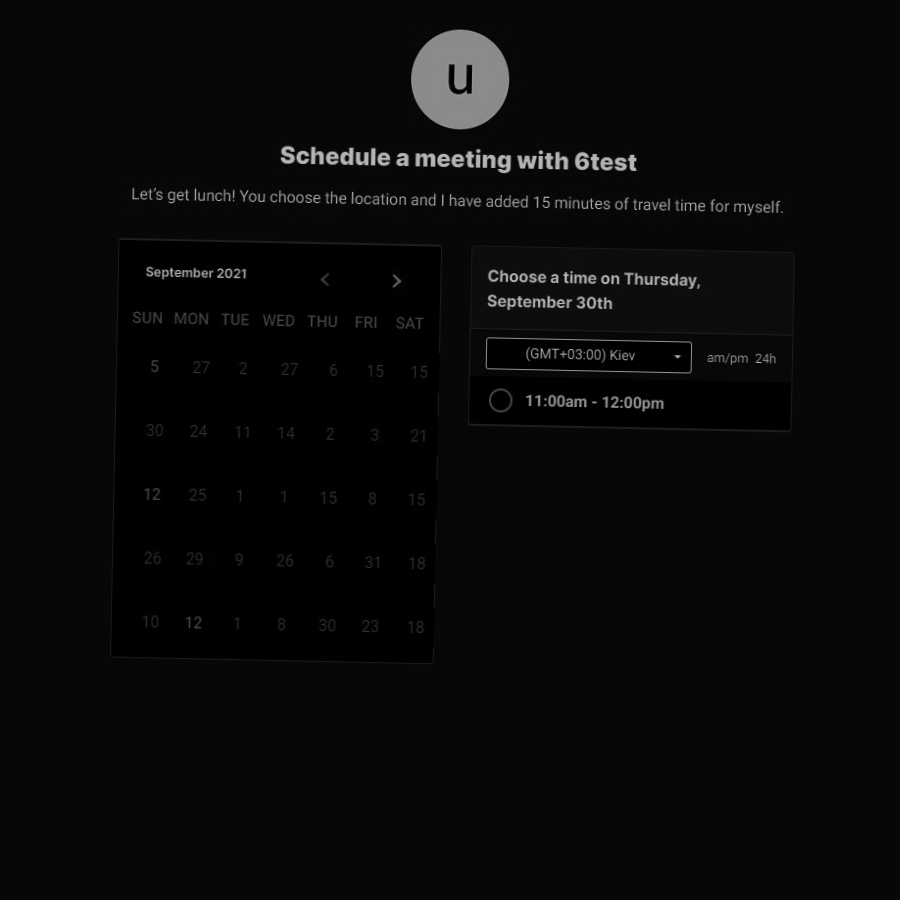 u
Schedule a meeting with 6test
Let's get lunch! You choose the location and I have added 15 minutes of travel time for myself.
September 2021
SUN MON TUE WED THU FRI SAT
5 27 2 27 6 15 15
30 24 11 14 2 3 21
12 25 1 1 15 8 15
26 29 9 26 6 31 18
10 12 1 8 30 23 18
Choose a time on Thursday,
September 30th
(GMT+03:00) Kiev am/pm 24h
11:00am - 12:00pm